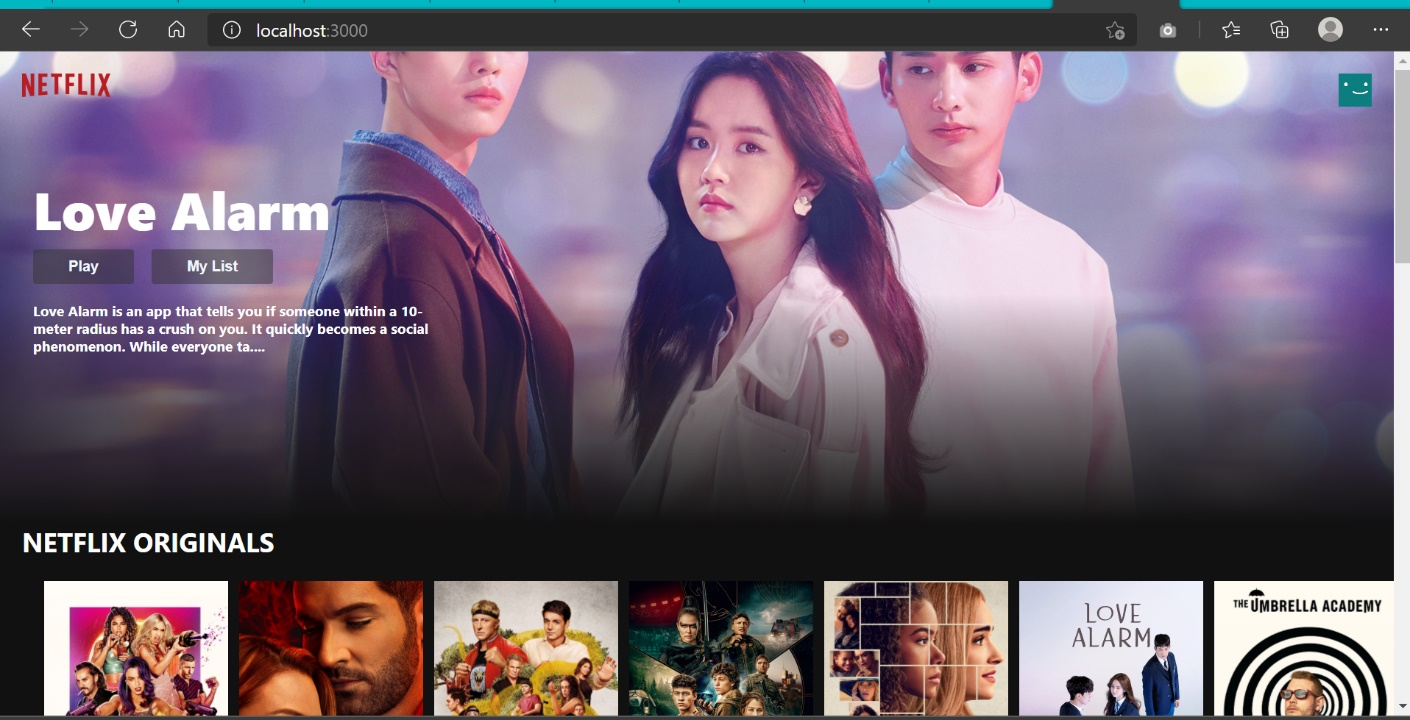 localhost:3000
NETFLIX
Love Alarm
Play
My List
Love Alarm is an app that tells you if someone within a 10-
meter radius has a crush on you. It quickly becomes a social
phenomenon. While everyone ta....
NETFLIX ORIGINALS
LOVE
ALARM
THE UMBRELLA ACADEMY